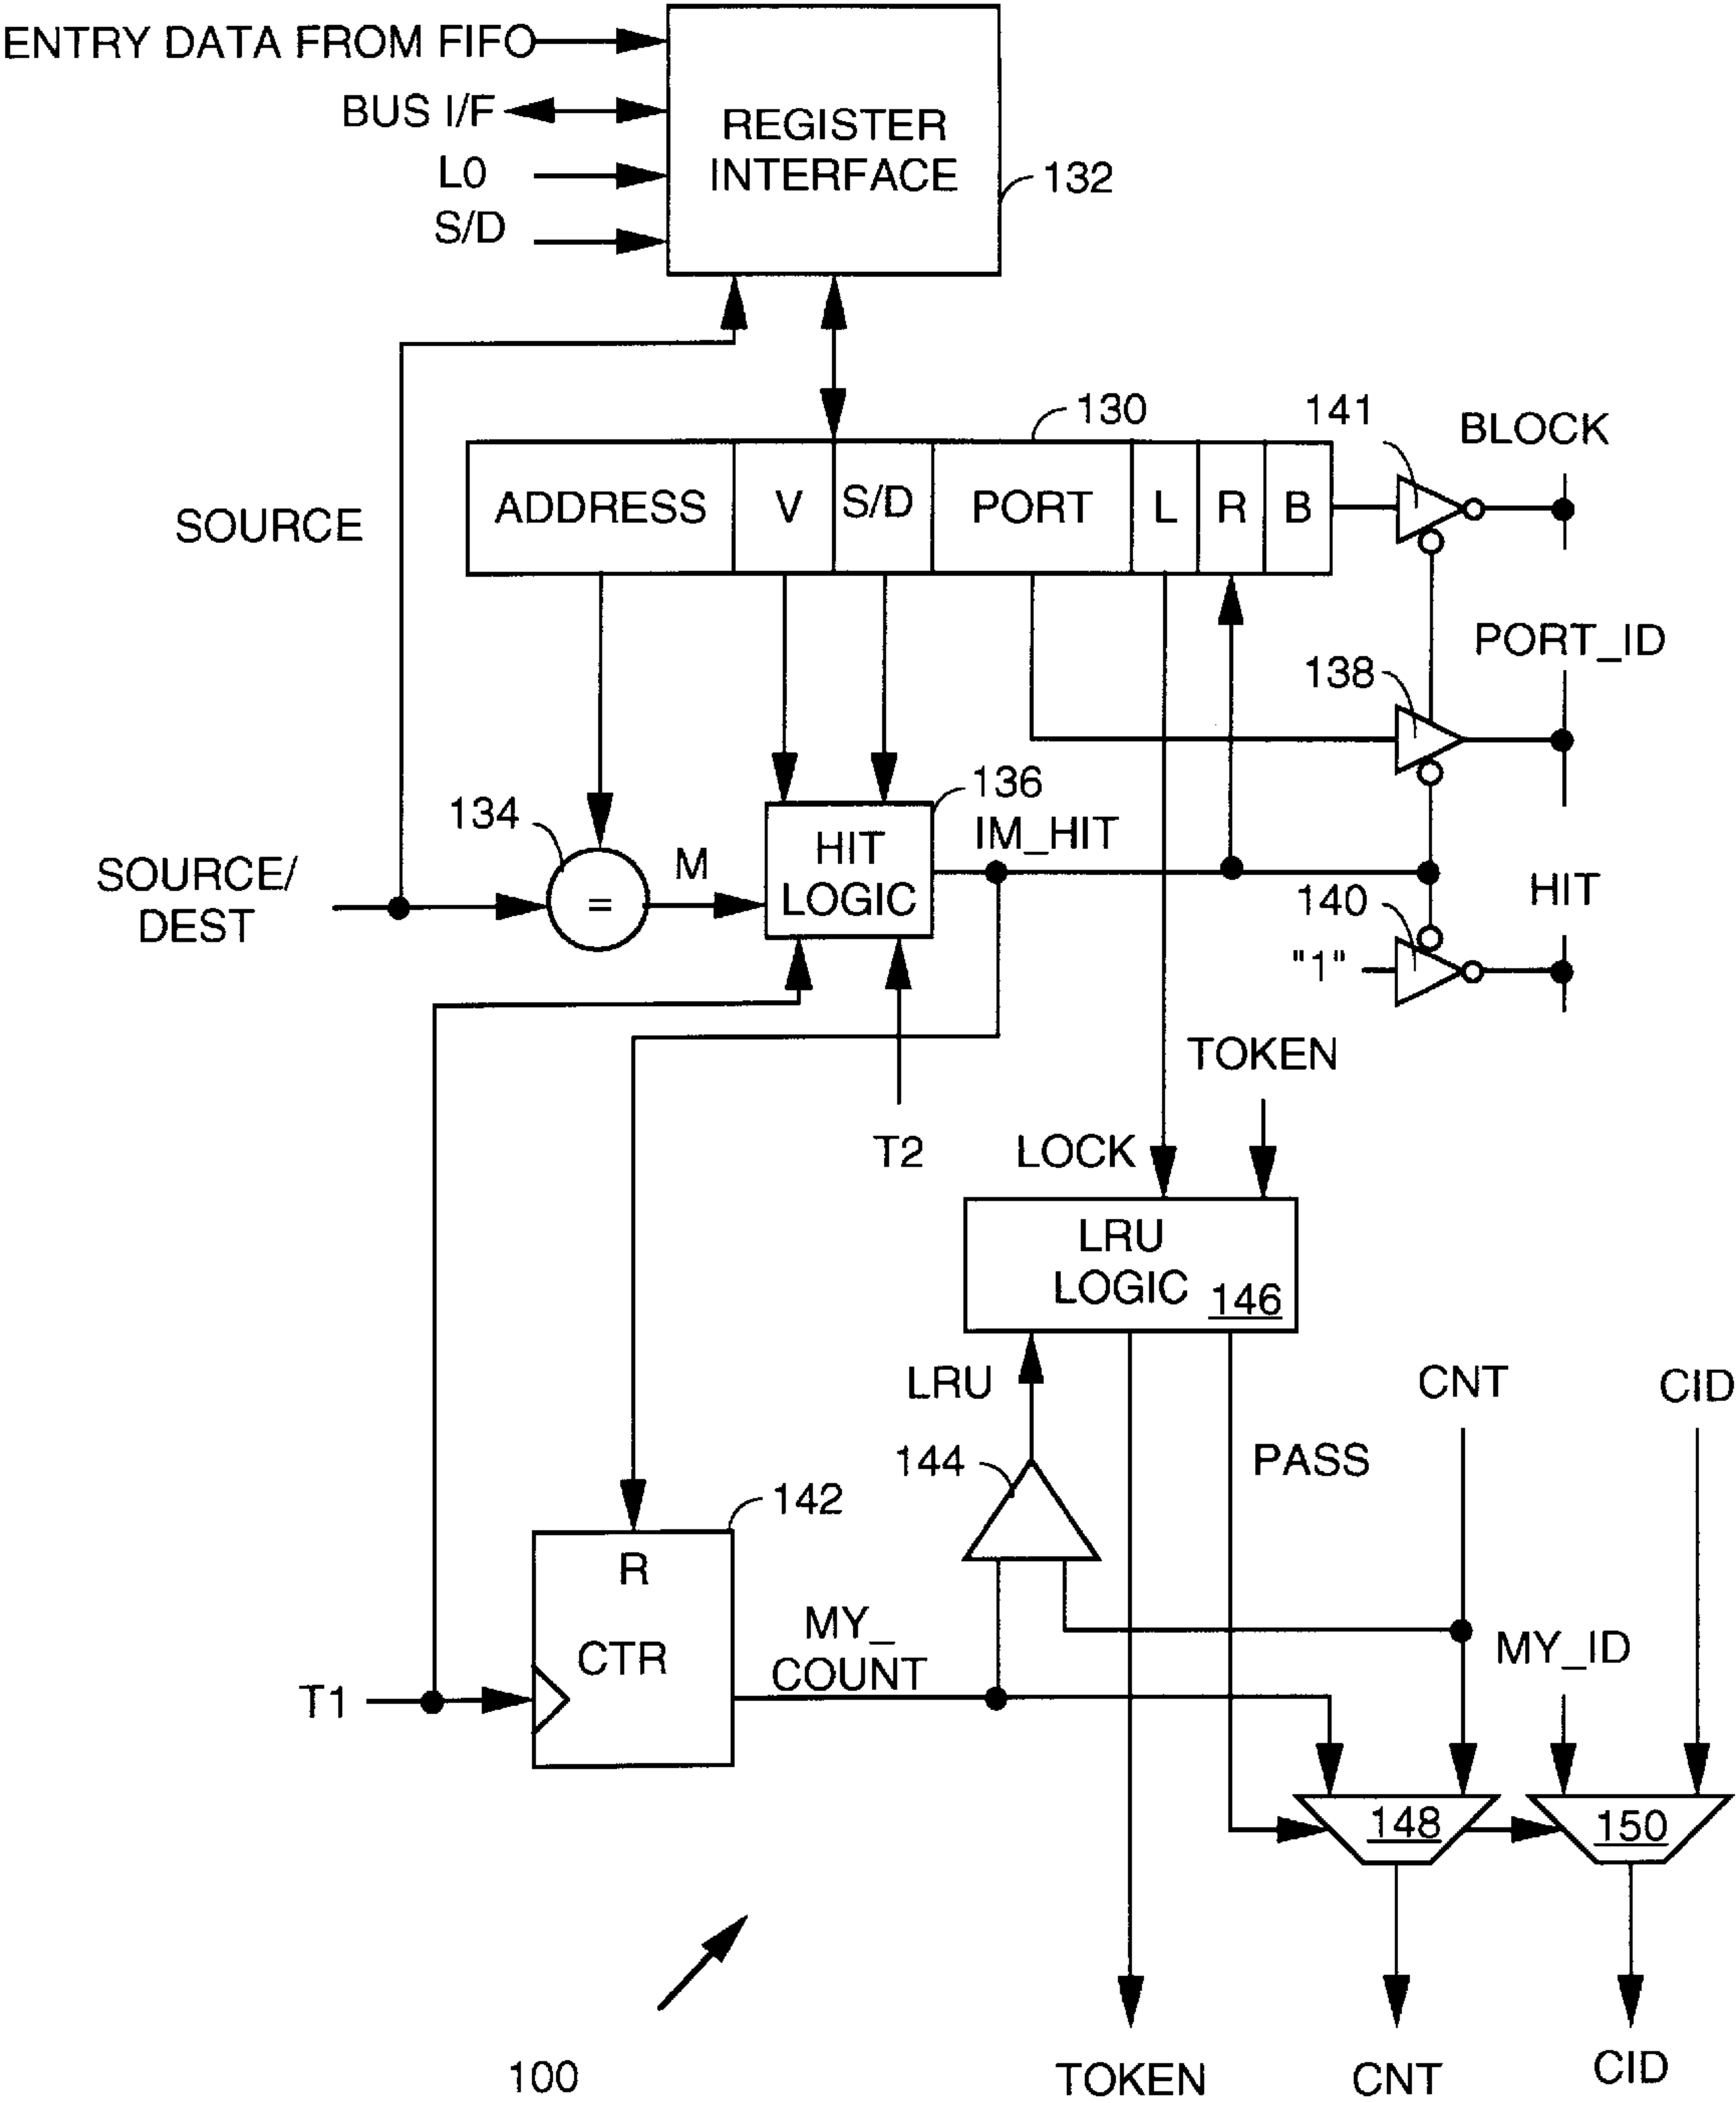 ENTRY DATA FROM FIFO
BUS I/F
L0
S/D
REGISTER
INTERFACE
132
130
141
BLOCK
SOURCE
ADDRESS
V
S/D
PORT
L
R
B
PORT_ID
138
134
SOURCE/
DEST
=
M
136
HIT
LOGIC
IM_HIT
140
"1"
HIT
T2
TOKEN
LOCK
LRU
LOGIC
146
LRU
144
PASS
CNT
CID
142
R
CTR
T1
MY_
COUNT
MY_ID
148
150
100
TOKEN
CNT
CID